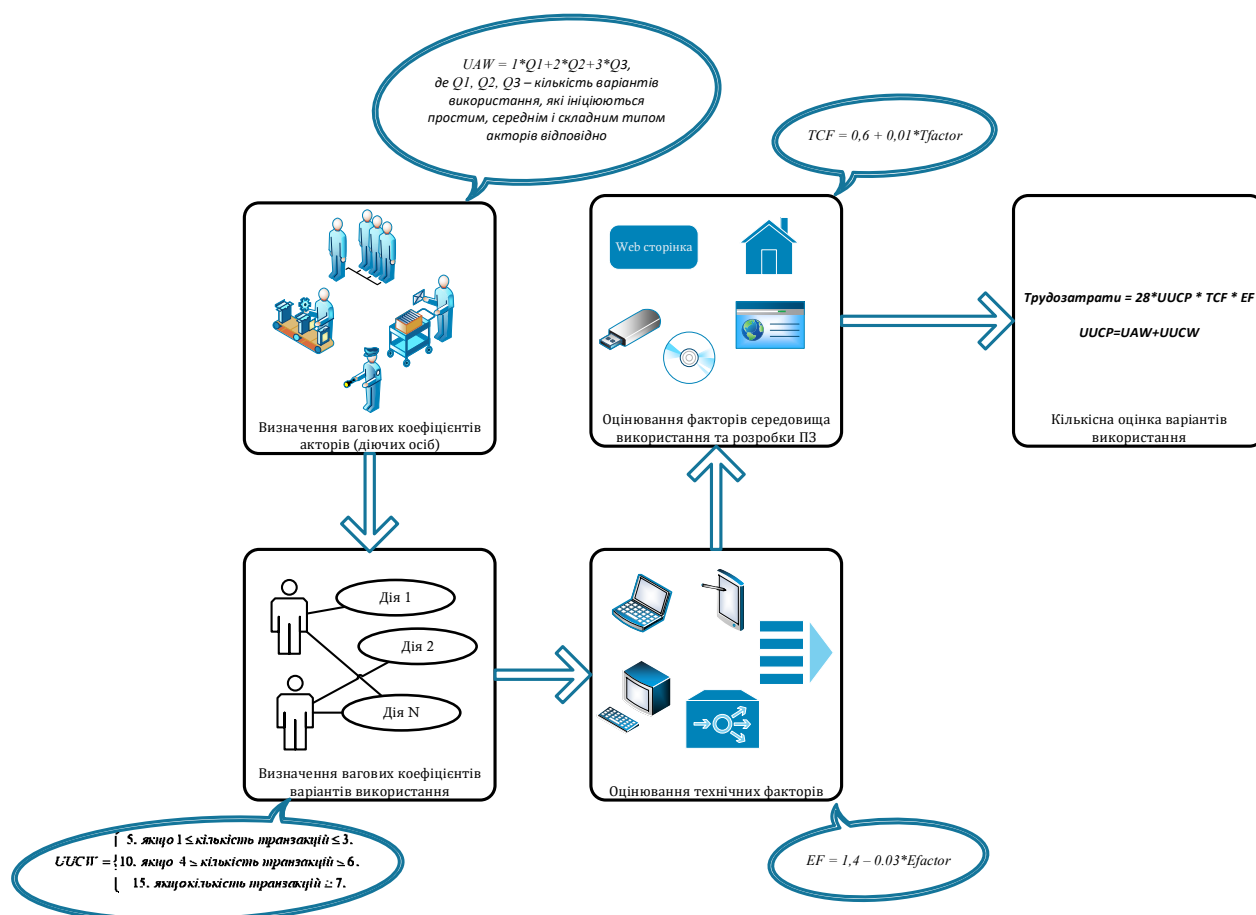 UAW = 1*Q1+2*Q2+3*Q3,
де Q1, Q2, Q3 – кількість варіантів
використання, які ініціюються
простим, середнім і складним типом
акторів відповідно
TCF = 0,6 + 0,01*Tfactor
Визначення вагових коефіцієнтів
акторів (діючих осіб)
Web сторінка
Оцінювання факторів середовища
використання та розробки ПЗ
Трудозатрати = 28*UUCP * TCF * EF
UUCP=UAW+UUCW
Кількісна оцінка варіантів
використання
Дія 1
Дія 2
Дія N
Визначення вагових коефіцієнтів
варіантів використання
Оцінювання технічних факторів
5. якщо 1 ≤ кількість транзакцій ≤ 3.
UUCW = 10. якщо 4 ≥ кількість транзакцій ≥ 6.
15. якщо кількість транзакцій ≥ 7.
EF = 1,4 – 0.03*Efactor